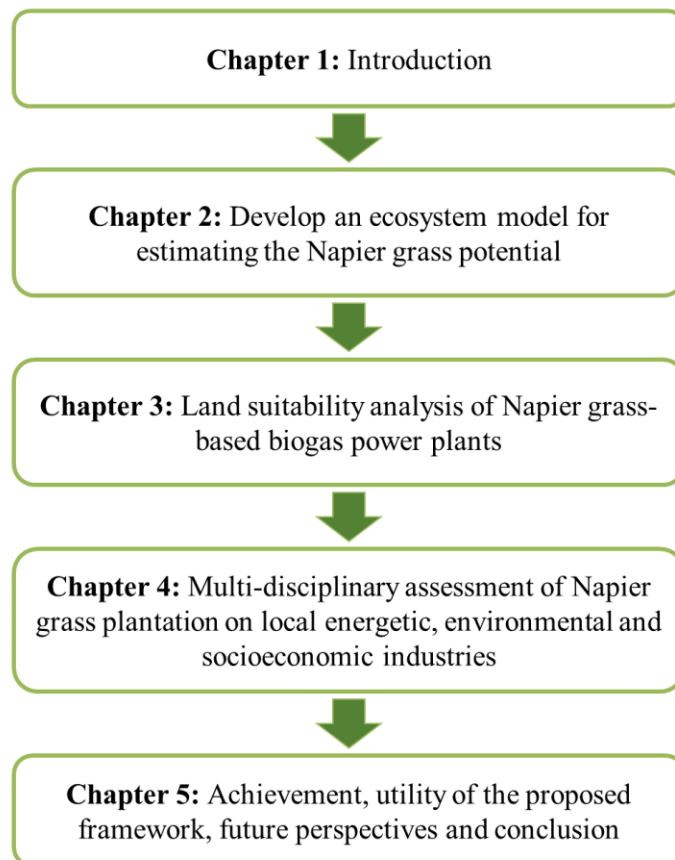 Chapter 1: Introduction
Chapter 2: Develop an ecosystem model for
estimating the Napier grass potential
Chapter 3: Land suitability analysis of Napier grass-
based biogas power plants
Chapter 4: Multi-disciplinary assessment of Napier
grass plantation on local energetic, environmental and
socioeconomic industries
Chapter 5: Achievement, utility of the proposed
framework, future perspectives and conclusion